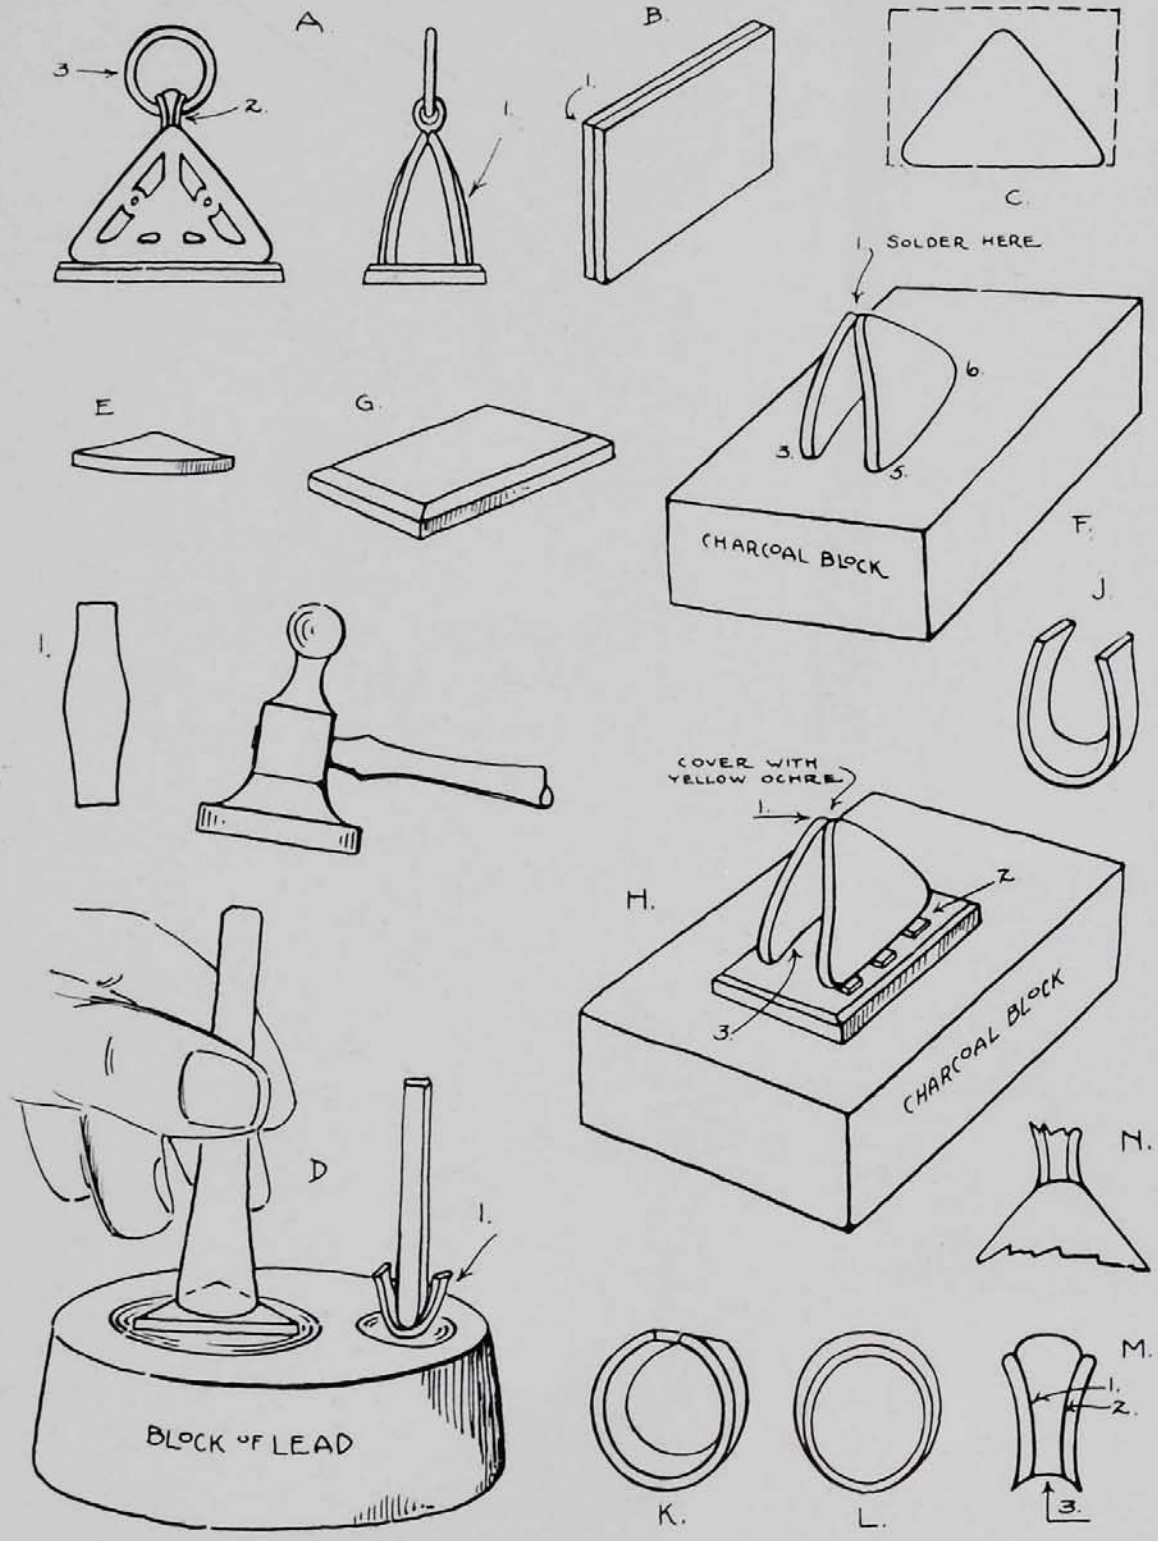 A.
3
2.
1.
B.
1.
C.
1. SOLDER HERE
6.
3.
5.
CHARCOAL BLOCK
F.
E
G.
I.
J.
COVER WITH
YELLOW OCHRE
1.
2
H.
3.
CHARCOAL BLOCK
D
1.
BLOCK OF LEAD
N.
K.
L.
M.
1.
2.
3.